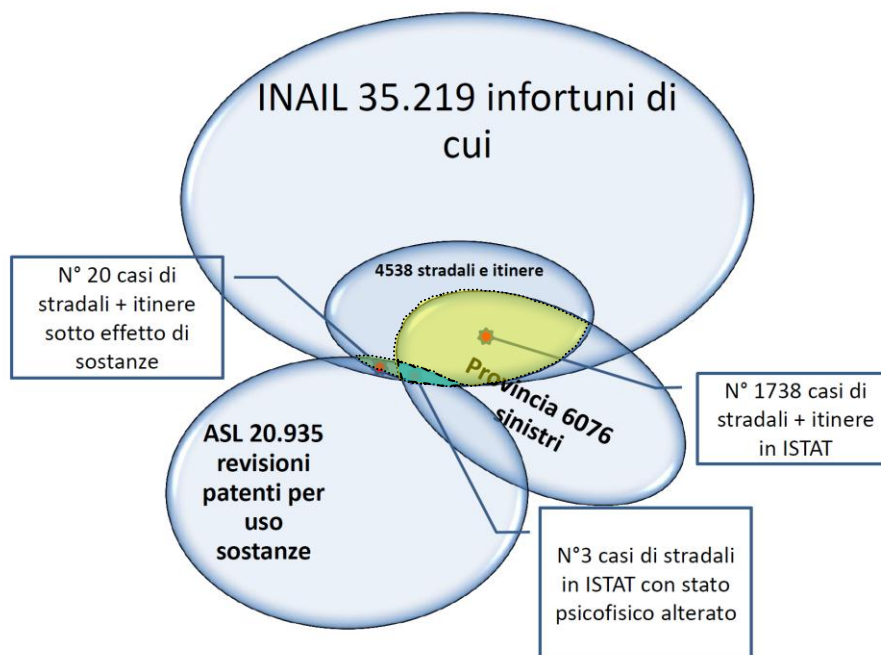 INAIL 35.219 infortuni di
cui
4538 stradali e itinere
N° 20 casi di
stradali + itinere
sotto effetto di
sostanze
Provincia 6076
sinistri
N° 1738 casi di
stradali + itinere
in ISTAT
ASL 20.935
revisioni
patenti per
uso
sostanze
N°3 casi di stradali
in ISTAT con stato
psicofisico alterato